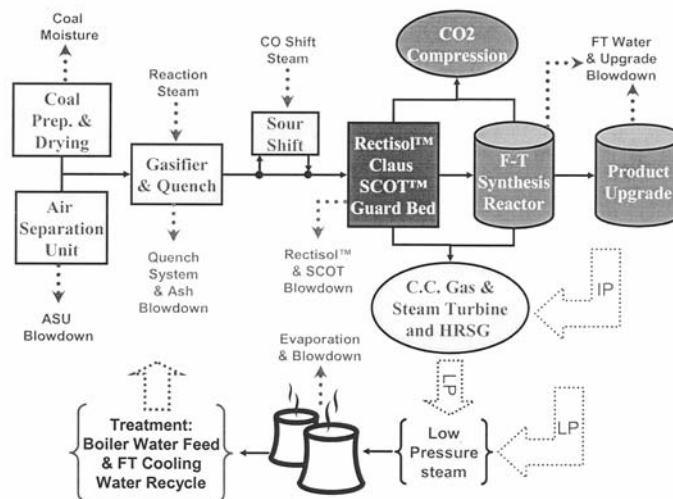 Coal
Moisture
Coal
Prep. &
Drying
Air
Separation
Unit
ASU
Blowdown
Reaction
Steam
Gasifier
& Quench
Quench
System
& Ash
Blowdown
CO Shift
Steam
Sour
Shift
CO2
Compression
Rectisol™
Claus
SCOT™
Guard Bed
Rectisol™
& SCOT
Blowdown
F-T
Synthesis
Reactor
FT Water
& Upgrade
Blowdown
Product
Upgrade
C.C. Gas &
Steam Turbine
and HRSG
IP
LP
LP
Low
Pressure
steam
Evaporation
& Blowdown
Treatment:
Boiler Water Feed
& FT Cooling
Water Recycle